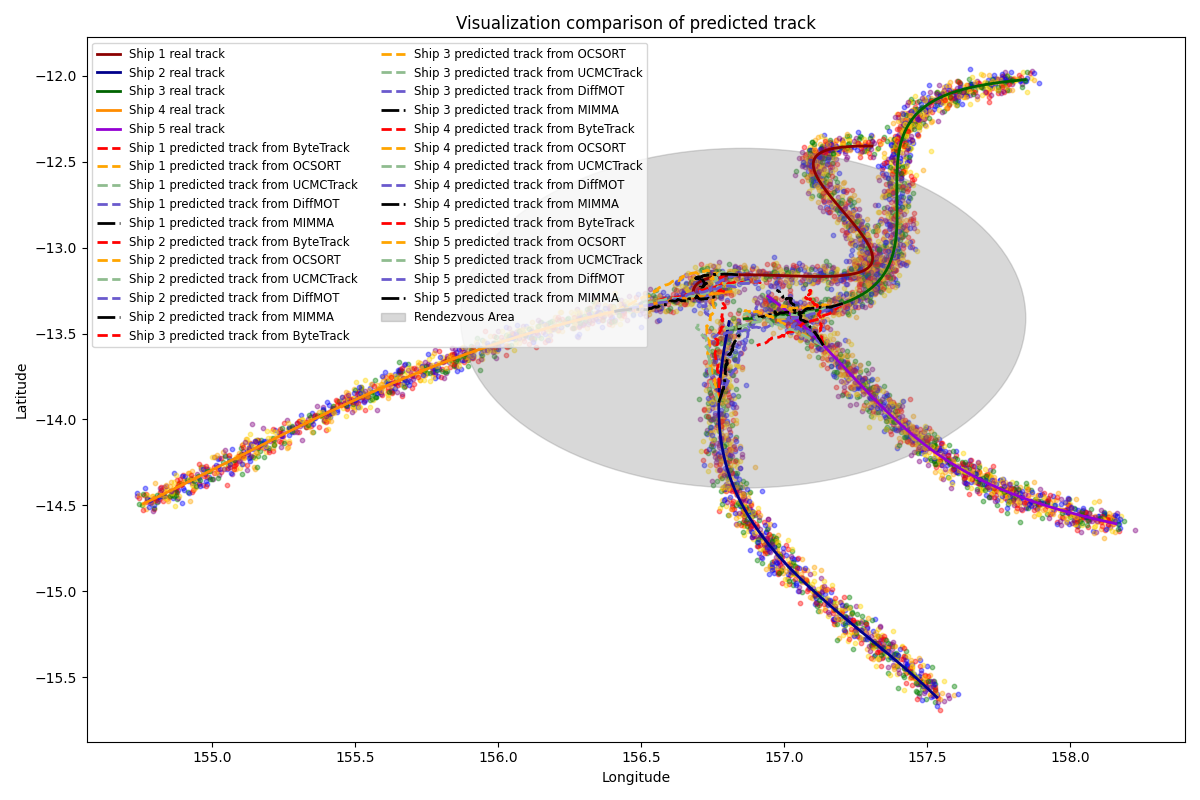 Visualization comparison of predicted track
Ship 1 real track
Ship 2 real track
Ship 3 real track
Ship 4 real track
Ship 5 real track
Ship 1 predicted track from ByteTrack
Ship 1 predicted track from OCSORT
Ship 1 predicted track from UCMCTrack
Ship 1 predicted track from DiffMOT
Ship 1 predicted track from MIMMA
Ship 2 predicted track from ByteTrack
Ship 2 predicted track from OCSORT
Ship 2 predicted track from UCMCTrack
Ship 2 predicted track from DiffMOT
Ship 2 predicted track from MIMMA
Ship 3 predicted track from ByteTrack
Ship 3 predicted track from OCSORT
Ship 3 predicted track from UCMCTrack
Ship 3 predicted track from DiffMOT
Ship 3 predicted track from MIMMA
Ship 4 predicted track from ByteTrack
Ship 4 predicted track from OCSORT
Ship 4 predicted track from UCMCTrack
Ship 4 predicted track from DiffMOT
Ship 4 predicted track from MIMMA
Ship 5 predicted track from ByteTrack
Ship 5 predicted track from OCSORT
Ship 5 predicted track from UCMCTrack
Ship 5 predicted track from DiffMOT
Ship 5 predicted track from MIMMA
Rendezvous Area
Latitude
−12.0
−12.5
−13.0
−13.5
−14.0
−14.5
−15.0
−15.5
155.0 155.5 156.0 156.5 157.0 157.5 158.0
Longitude